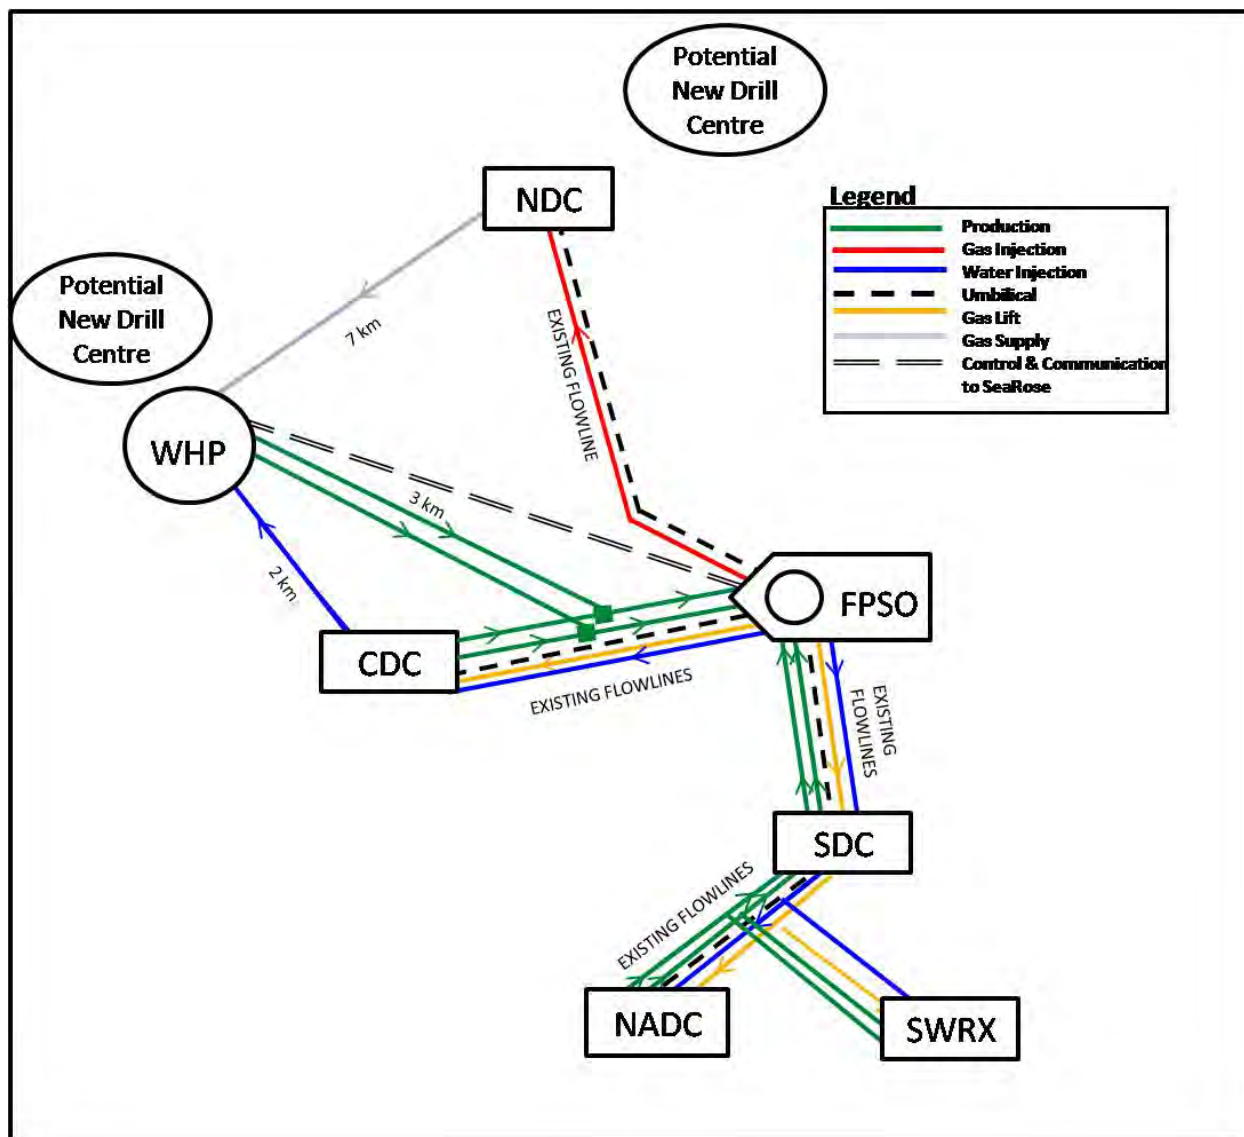 Potential
New Drill
Centre
NDC
Legend
Production
Gas Injection
Water Injection
Umbilical
Gas Lift
Gas Supply
Control & Communication
to SeaRose
Potential
New Drill
Centre
7 km
EXISTING FLOWLINE
WHP
3 km
2 km
FPSO
CDC
EXISTING FLOWLINES
EXISTING
FLOWLINES
SDC
EXISTING FLOWLINES
NADC
SWRX